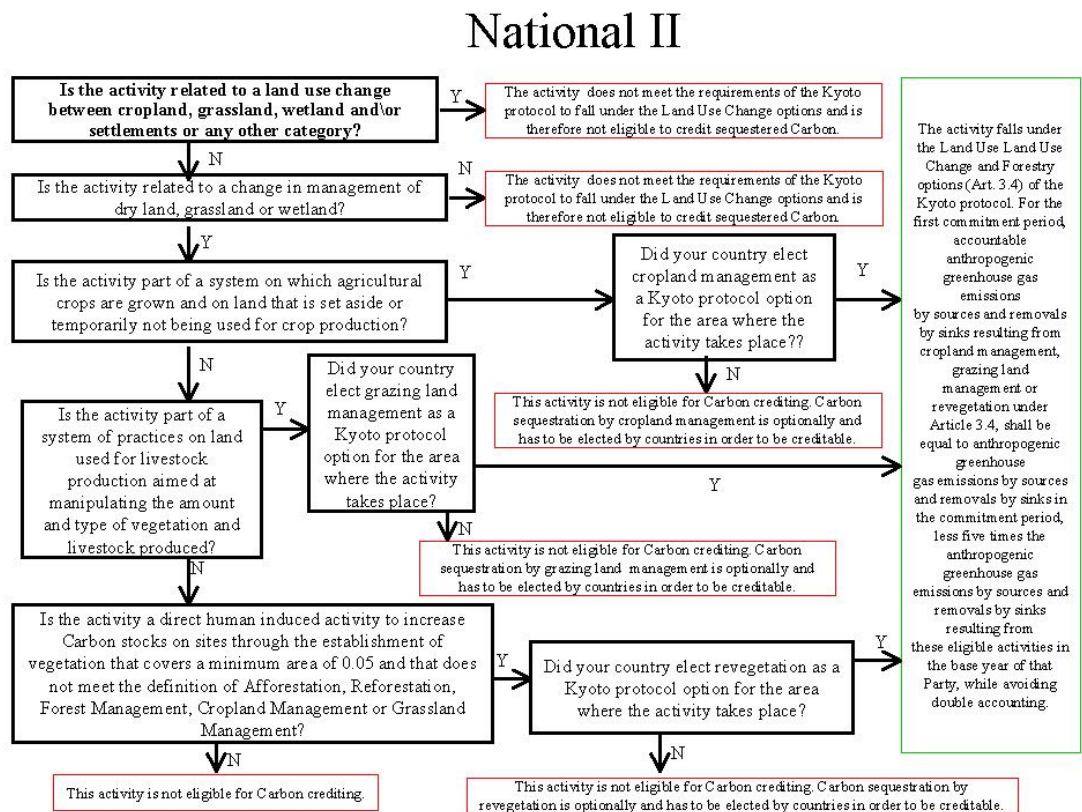 National II
Is the activity related to a land use change
between cropland, grassland, wetland and\or
settlements or any other category?
Y
The activity does not meet the requirements of the Kyoto
protocol to fall under the Land Use Change options and is
therefore not eligible to credit sequestered Carbon.
N
Is the activity related to a change in management of
dry land, grassland or wetland?
N
The activity does not meet the requirements of the Kyoto
protocol to fall under the Land Use Change options and is
therefore not eligible to credit sequestered Carbon.
Y
Is the activity part of a system on which agricultural
crops are grown and on land that is set aside or
temporarily not being used for crop production?
Y
Did your country elect
cropland management as
a Kyoto protocol option
for the area where the
activity takes place??
Y
N
This activity is not eligible for Carbon crediting. Carbon
sequestration by cropland management is optionally and
has to be elected by countries in order to be creditable.
N
Is the activity part of a
system of practices on land
used for livestock
production aimed at
manipulating the amount
and type of vegetation and
livestock produced?
Y
Did your country
elect grazing land
management as a
Kyoto protocol
option for the area
where the activity
takes place?
Y
N
This activity is not eligible for Carbon crediting. Carbon
sequestration by grazing land management is optionally and
has to be elected by countries in order to be creditable.
N
Is the activity a direct human induced activity to increase
Carbon stocks on sites through the establishment of
vegetation that covers a minimum area of 0.05 and that does
not meet the definition of Afforestation, Reforestation,
Forest Management, Cropland Management or Grassland
Management?
Y
Did your country elect revegetation as a
Kyoto protocol option for the area
where the activity takes place?
Y
N
This activity is not eligible for Carbon crediting.
N
This activity is not eligible for Carbon crediting. Carbon sequestration by
revegetation is optionally and has to be elected by countries in order to be creditable.
The activity falls under
the Land Use Land Use
Change and Forestry
options (Art. 3.4) of the
Kyoto protocol. For the
first commitment period,
accountable
anthropogenic
greenhouse gas
emissions
by sources and removals
by sinks resulting from
cropland management,
grazing land
management or
revegetation under
Article 3.4, shall be
equal to anthropogenic
greenhouse
gas emissions by sources
and removals by sinks in
the commitment period,
less five times the
anthropogenic
greenhouse gas
emissions by sources and
removals by sinks
resulting from
these eligible activities in
the base year of that
Party, while avoiding
double accounting.